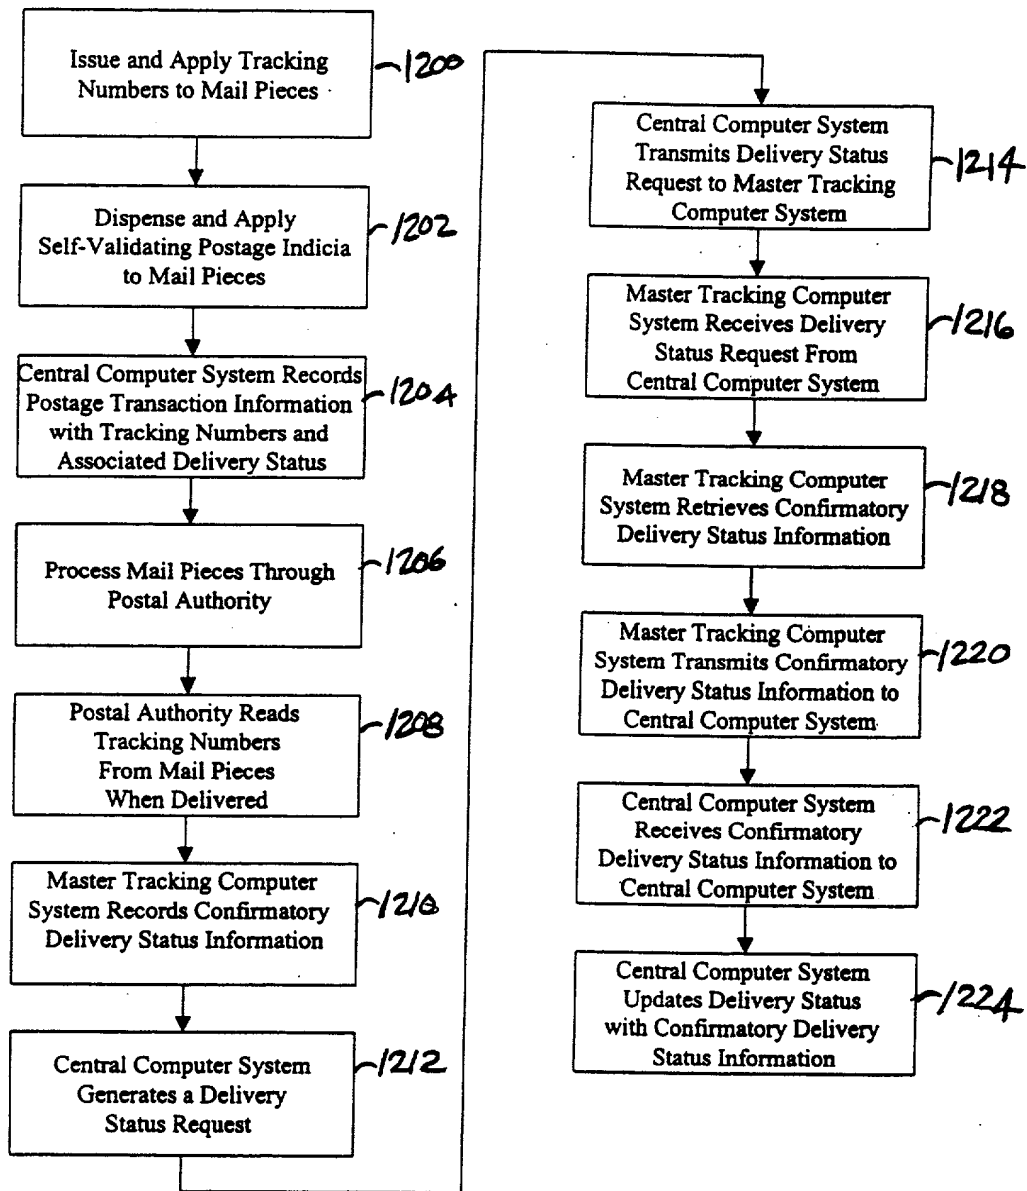 Issue and Apply Tracking
Numbers to Mail Pieces
1200
Dispense and Apply
Self-Validating Postage Indicia
to Mail Pieces
1202
Central Computer System Records
Postage Transaction Information
with Tracking Numbers and
Associated Delivery Status
1204
Process Mail Pieces Through
Postal Authority
1206
Postal Authority Reads
Tracking Numbers
From Mail Pieces
When Delivered
1208
Master Tracking Computer
System Records Confirmatory
Delivery Status Information
1210
Central Computer System
Generates a Delivery
Status Request
1212
Central Computer System
Transmits Delivery Status
Request to Master Tracking
Computer System
1214
Master Tracking Computer
System Receives Delivery
Status Request From
Central Computer System
1216
Master Tracking Computer
System Retrieves Confirmatory
Delivery Status Information
1218
Master Tracking Computer
System Transmits Confirmatory
Delivery Status Information to
Central Computer System
1220
Central Computer System
Receives Confirmatory
Delivery Status Information to
Central Computer System
1222
Central Computer System
Updates Delivery Status
with Confirmatory Delivery
Status Information
1224